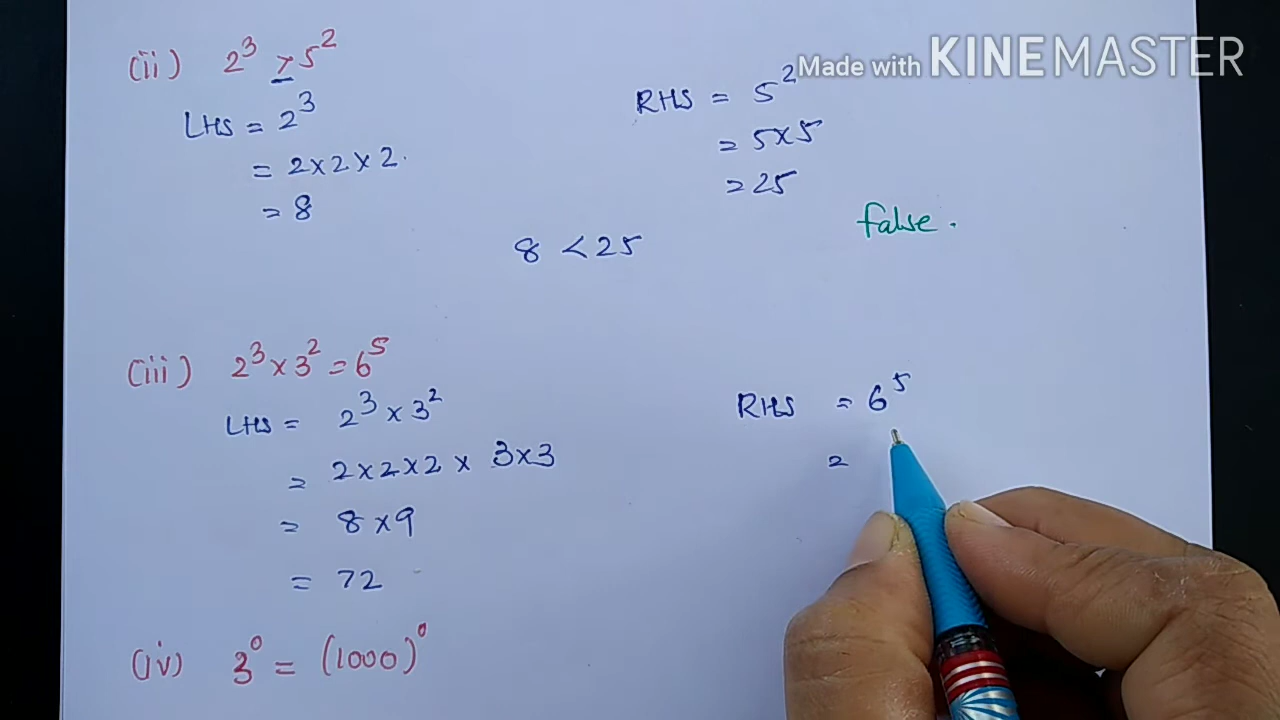 (ii) 2³ > 5²
Made with KINEMASTER
LHS = 2³
= 2×2×2.
= 8
RHS = 5²
= 5×5
= 25
false.
8 < 25
(iii) 2³×3² = 6⁵
LHS = 2³ × 3²
= 2×2×2 × 3×3
= 8×9
= 72
RHS = 6⁵
=
(iv) 3⁰ = (1000)⁰